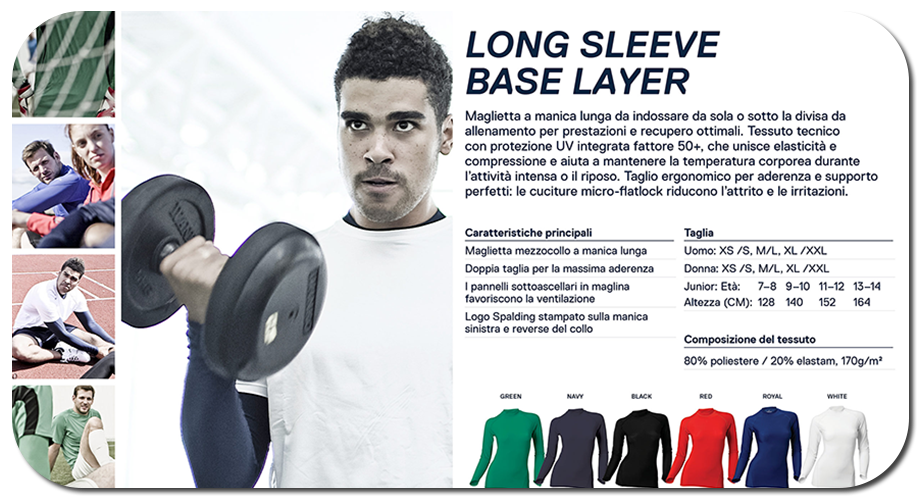 LONG SLEEVE
BASE LAYER
Maglietta a manica lunga da indossare da sola o sotto la divisa da
allenamento per prestazioni e recupero ottimali. Tessuto tecnico
con protezione UV integrata fattore 50+, che unisce elasticità e
compressione e aiuta a mantenere la temperatura corporea durante
l'attività intensa o il riposo. Taglio ergonomico per aderenza e supporto
perfetti: le cuciture micro-flatlock riducono l'attrito e le irritazioni.
Caratteristiche principali
Maglietta mezzocollo a manica lunga
Doppia taglia per la massima aderenza
I pannelli sottoascellari in maglina
favoriscono la ventilazione
Logo Spalding stampato sulla manica
sinistra e reverse del collo
Taglia
Uomo: XS /S, M/L, XL /XXL
Donna: XS /S, M/L, XL /XXL
Junior: Età: 7–8 9–10 11–12 13–14
Altezza (CM): 128 140 152 164
Composizione del tessuto
80% poliestere / 20% elastam, 170g/m²
GREEN NAVY BLACK RED ROYAL WHITE